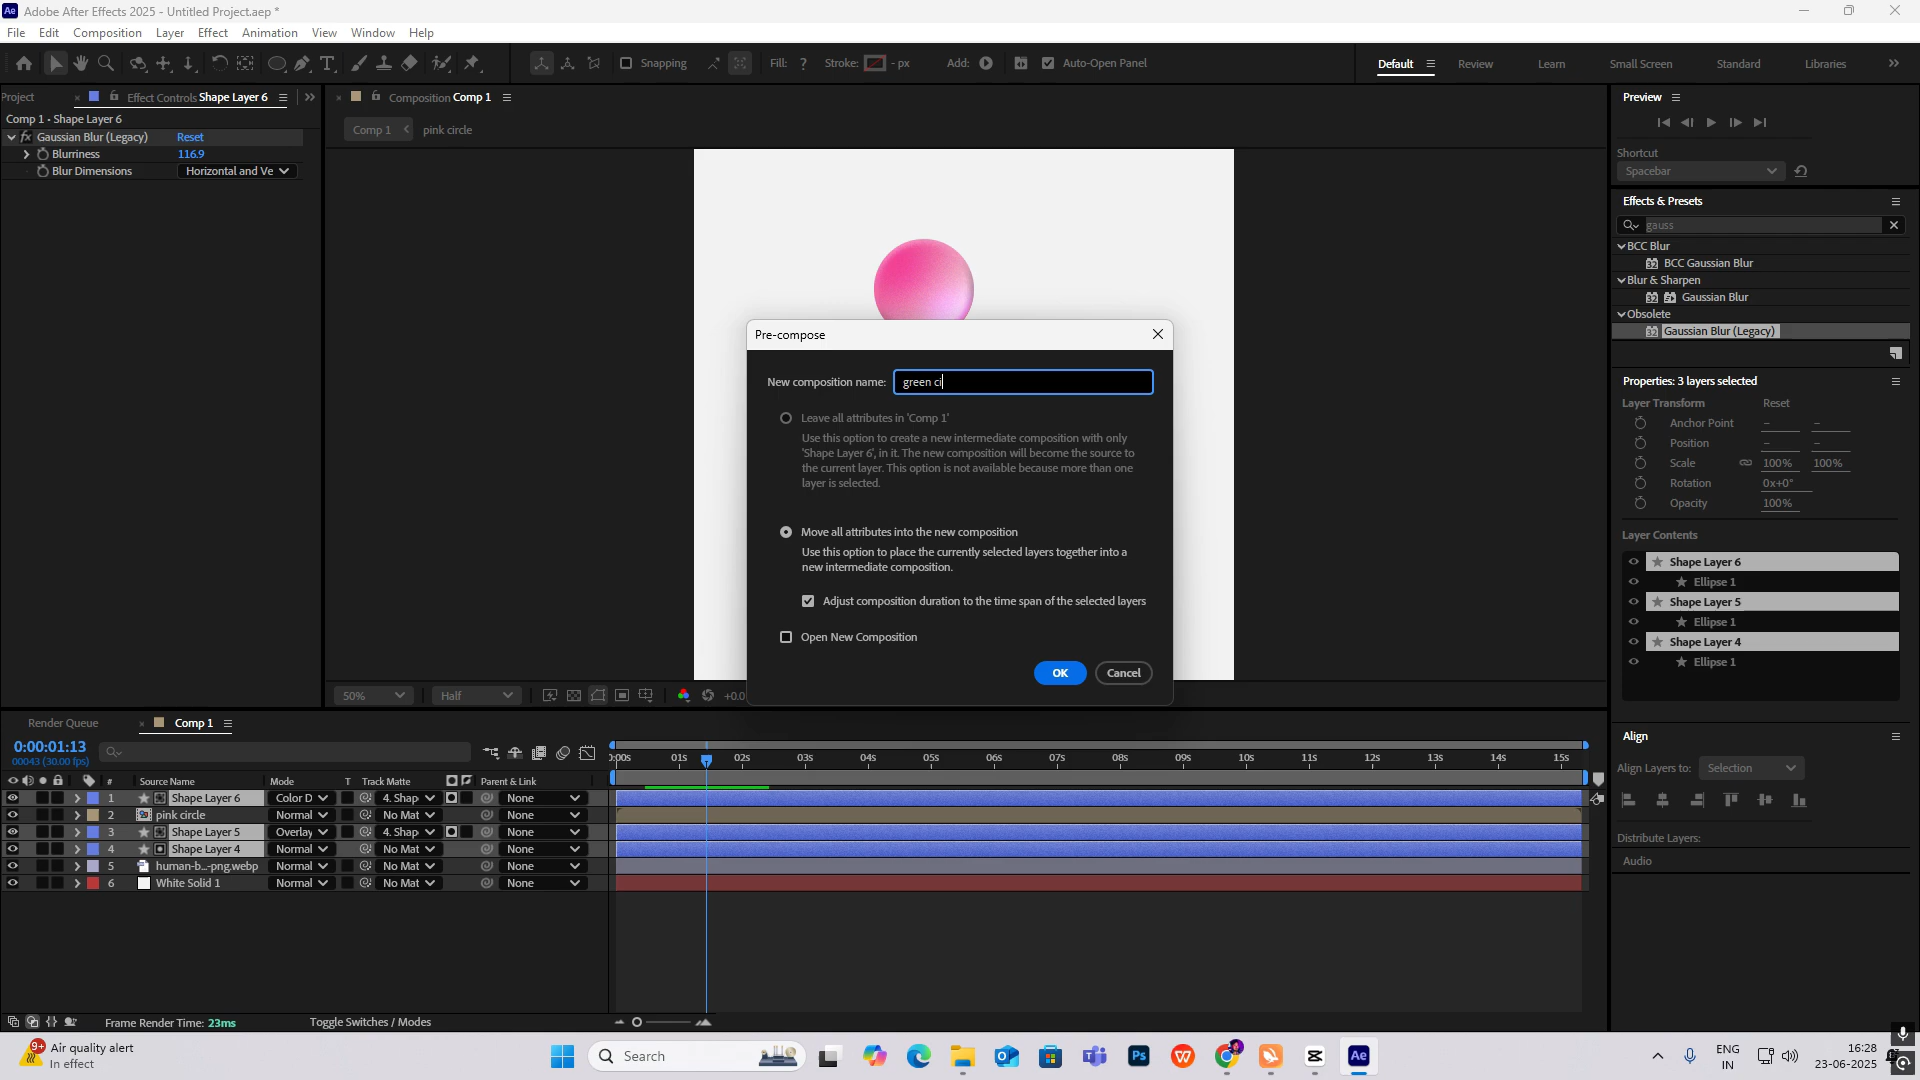 Adobe After Effects 2025 - Untitled Project.aep *
File Edit Composition Layer Effect Animation View Window Help
Snapping Fill: ? Stroke: - px Add: Auto-Open Panel Default Review Learn Small Screen Standard Libraries
Project Effect Controls Shape Layer 6 Composition Comp 1
Comp 1 • Shape Layer 6
Gaussian Blur (Legacy) Reset
Blurriness 116.9
Blur Dimensions Horizontal and Ve
Comp 1 pink circle
Pre-compose
New composition name: green ci
Leave all attributes in 'Comp 1'
Use this option to create a new intermediate composition with only
'Shape Layer 6', in it. The new composition will become the source to
the current layer. This option is not available because more than one
layer is selected.
Move all attributes into the new composition
Use this option to place the currently selected layers together into a
new intermediate composition.
Adjust composition duration to the time span of the selected layers
Open New Composition
OK Cancel
50% Half +0.0
Preview
Shortcut
Spacebar
Effects & Presets
gauss
BCC Blur
32 BCC Gaussian Blur
Blur & Sharpen
32 Gaussian Blur
Obsolete
32 Gaussian Blur (Legacy)
Properties: 3 layers selected
Layer Transform Reset
Anchor Point – –
Position – –
Scale 100% 100%
Rotation 0x+0°
Opacity 100%
Layer Contents
Shape Layer 6
Ellipse 1
Shape Layer 5
Ellipse 1
Shape Layer 4
Ellipse 1
Align
Align Layers to: Selection
Distribute Layers:
Audio
Render Queue Comp 1
0:00:01:13
00043 (30.00 fps)
:00s 01s 02s 03s 04s 05s 06s 07s 08s 09s 10s 11s 12s 13s 14s 15s
# Source Name Mode T Track Matte Parent & Link
1 Shape Layer 6 Color D 4. Shap None
2 pink circle Normal No Mat None
3 Shape Layer 5 Overlay 4. Shap None
4 Shape Layer 4 Normal No Mat None
5 human-b...-png.webp Normal No Mat None
6 White Solid 1 Normal No Mat None
Frame Render Time: 23ms Toggle Switches / Modes
9+ Air quality alert
In effect
Search
Ps
Ae
ENG
IN
16:28
23-06-2025